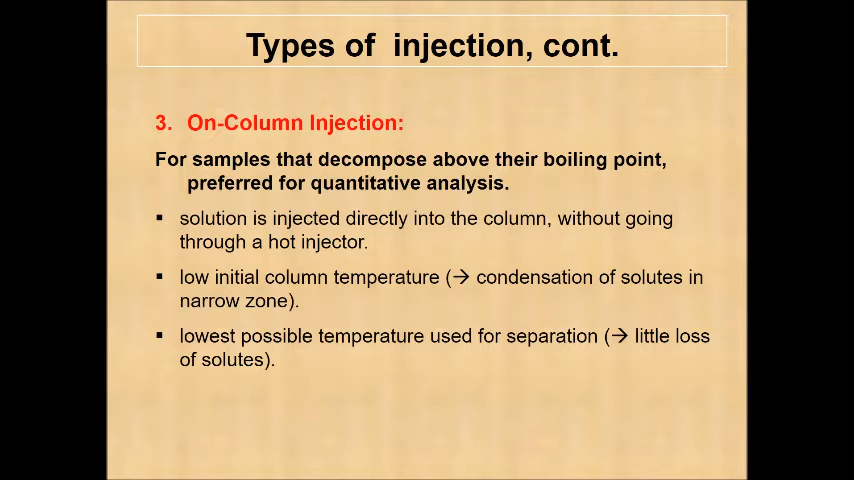 Types of injection, cont.
3. On-Column Injection:
For samples that decompose above their boiling point,
preferred for quantitative analysis.
▪ solution is injected directly into the column, without going
through a hot injector.
▪ low initial column temperature (→ condensation of solutes in
narrow zone).
▪ lowest possible temperature used for separation (→ little loss
of solutes).